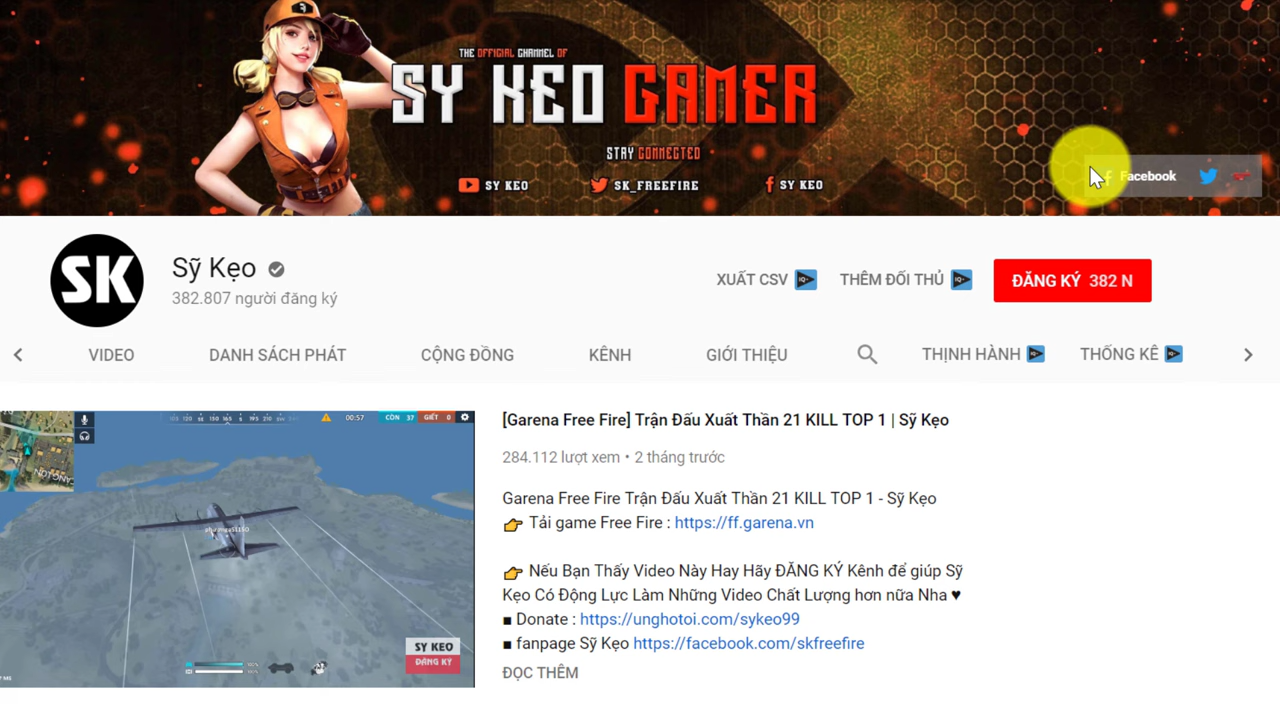 THE OFFICIAL CHANNEL OF
SY KEO GAMER
STAY CONNECTED
SY KEO
SK_FREEFIRE
SY KEO
Facebook
SK
Sỹ Kẹo
382.807 người đăng ký
XUẤT CSV
THÊM ĐỐI THỦ
ĐĂNG KÝ 382 N
VIDEO
DANH SÁCH PHÁT
CỘNG ĐỒNG
KÊNH
GIỚI THIỆU
THỊNH HÀNH
THỐNG KÊ
00:57
CÒN 37
GIẾT 0
SY KEO
ĐĂNG KÝ
[Garena Free Fire] Trận Đấu Xuất Thần 21 KILL TOP 1 | Sỹ Kẹo
284.112 lượt xem • 2 tháng trước
Garena Free Fire Trận Đấu Xuất Thần 21 KILL TOP 1 - Sỹ Kẹo
👉 Tải game Free Fire : https://ff.garena.vn
👉 Nếu Bạn Thấy Video Này Hay Hãy ĐĂNG KÝ Kênh để giúp Sỹ
Kẹo Có Động Lực Làm Những Video Chất Lượng hơn nữa Nha ♥
■ Donate : https://unghotoi.com/sykeo99
■ fanpage Sỹ Kẹo https://facebook.com/skfreefire
ĐỌC THÊM